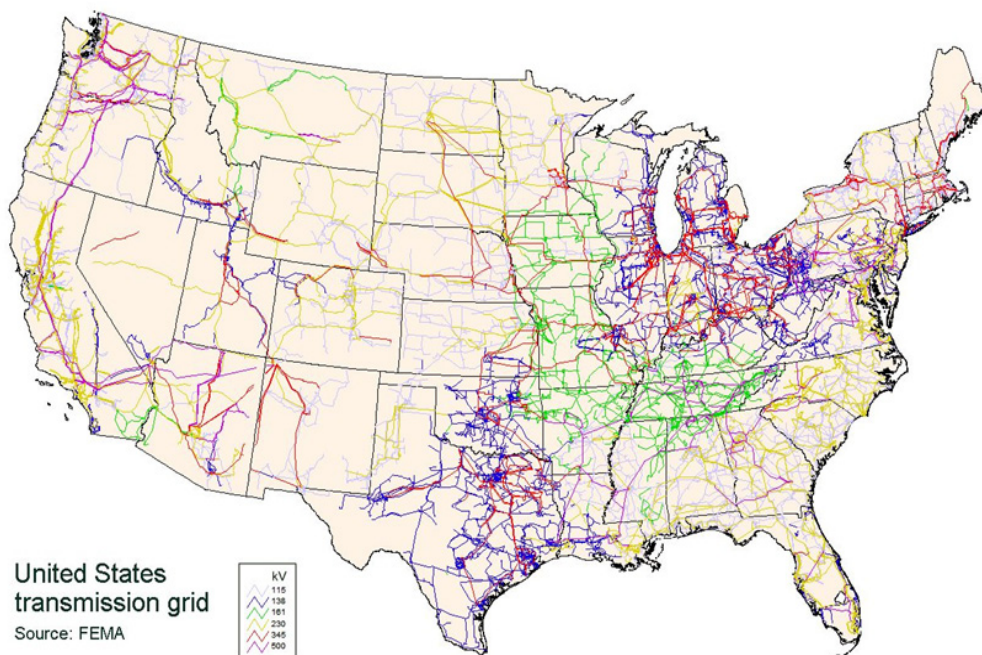 United States
transmission grid
Source: FEMA
kV
115
138
161
230
345
500